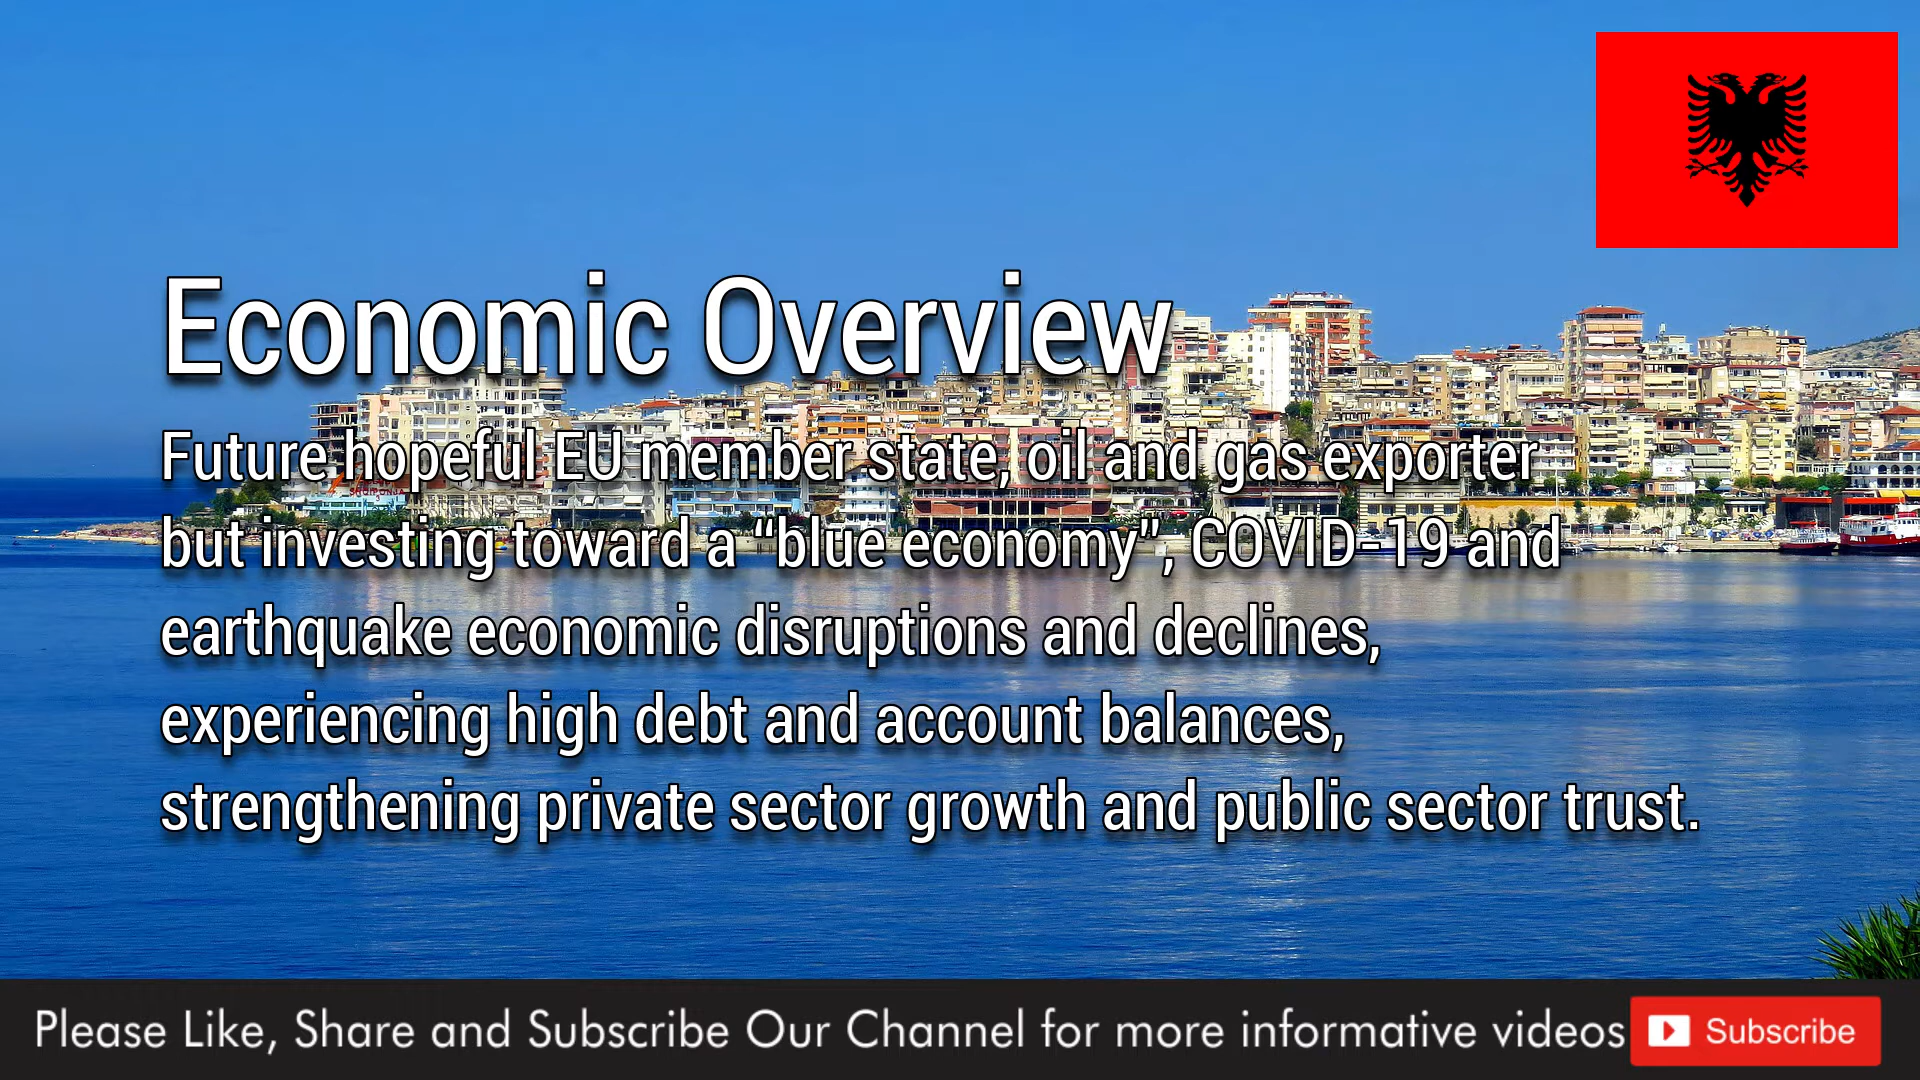 Economic Overview
Future hopeful EU member state, oil and gas exporter
but investing toward a “blue economy”, COVID-19 and
earthquake economic disruptions and declines,
experiencing high debt and account balances,
strengthening private sector growth and public sector trust.
Please Like, Share and Subscribe Our Channel for more informative videos
Subscribe